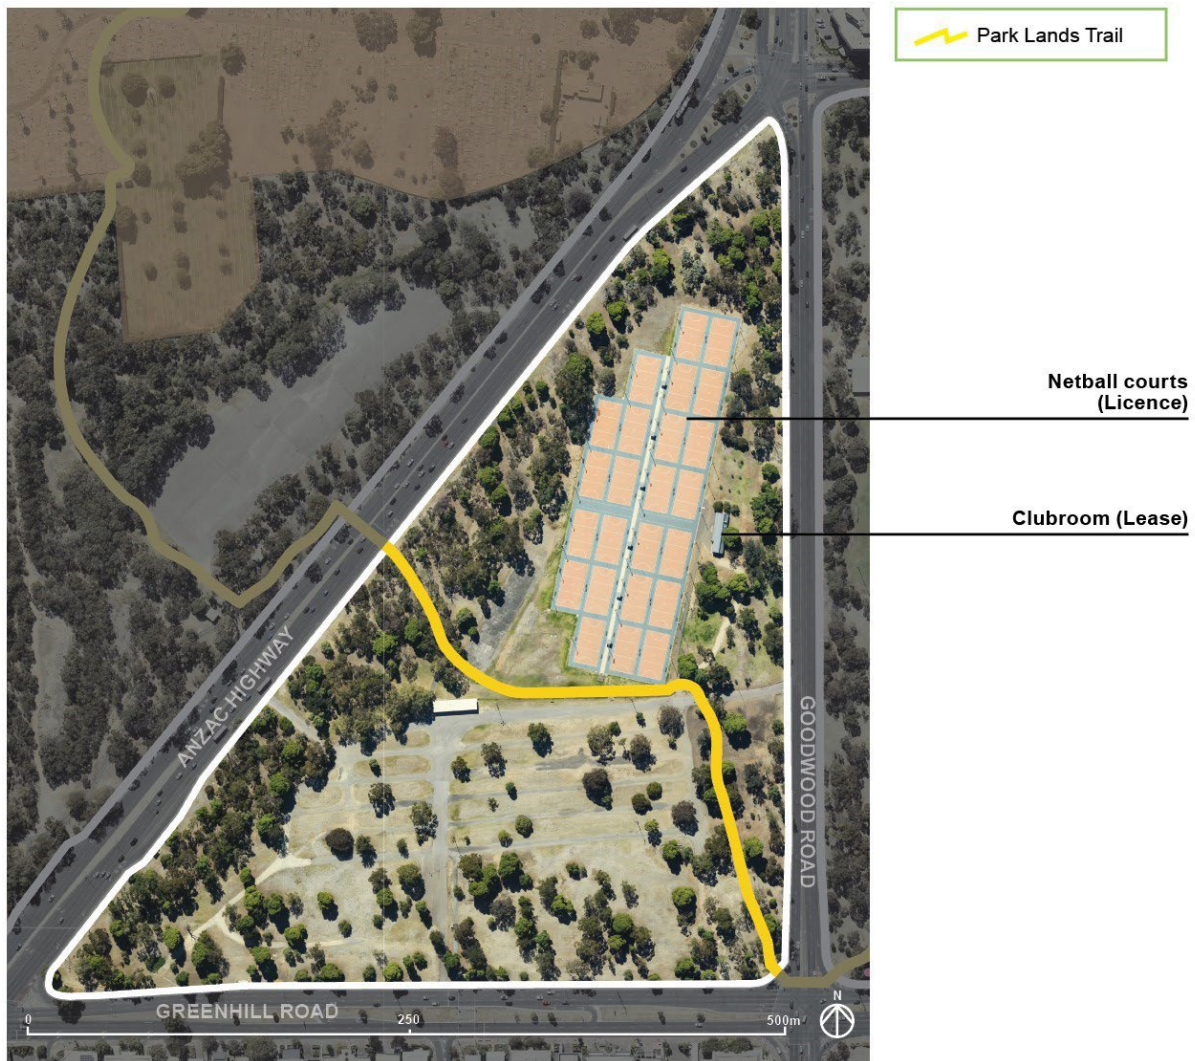 Park Lands Trail
Netball courts
(Licence)
Clubroom (Lease)
ANZAC HIGHWAY
GOODWOOD ROAD
GREENHILL ROAD
N
0
250
500m